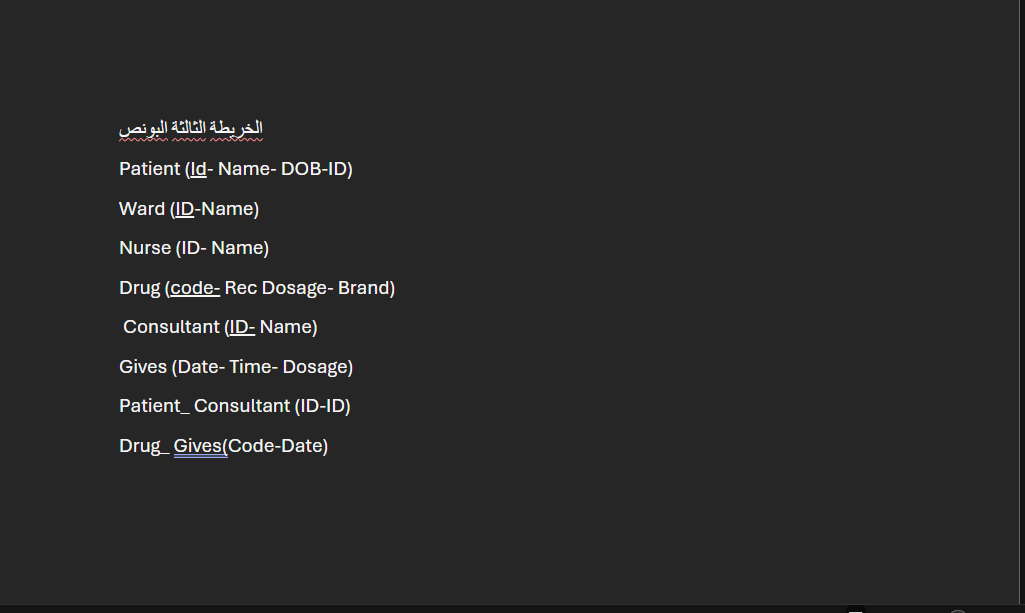 الخريطة الثالثة البونص
Patient (Id- Name- DOB-ID)
Ward (ID-Name)
Nurse (ID- Name)
Drug (code- Rec Dosage- Brand)
Consultant (ID- Name)
Gives (Date- Time- Dosage)
Patient_ Consultant (ID-ID)
Drug_ Gives(Code-Date)